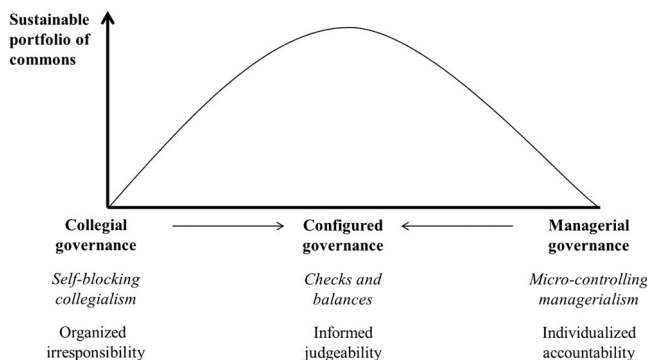 Sustainable
portfolio of
commons
Collegial
governance
Configured
governance
Managerial
governance
Self-blocking
collegialism
Checks and
balances
Micro-controlling
managerialism
Organized
irresponsibility
Informed
judgeability
Individualized
accountability